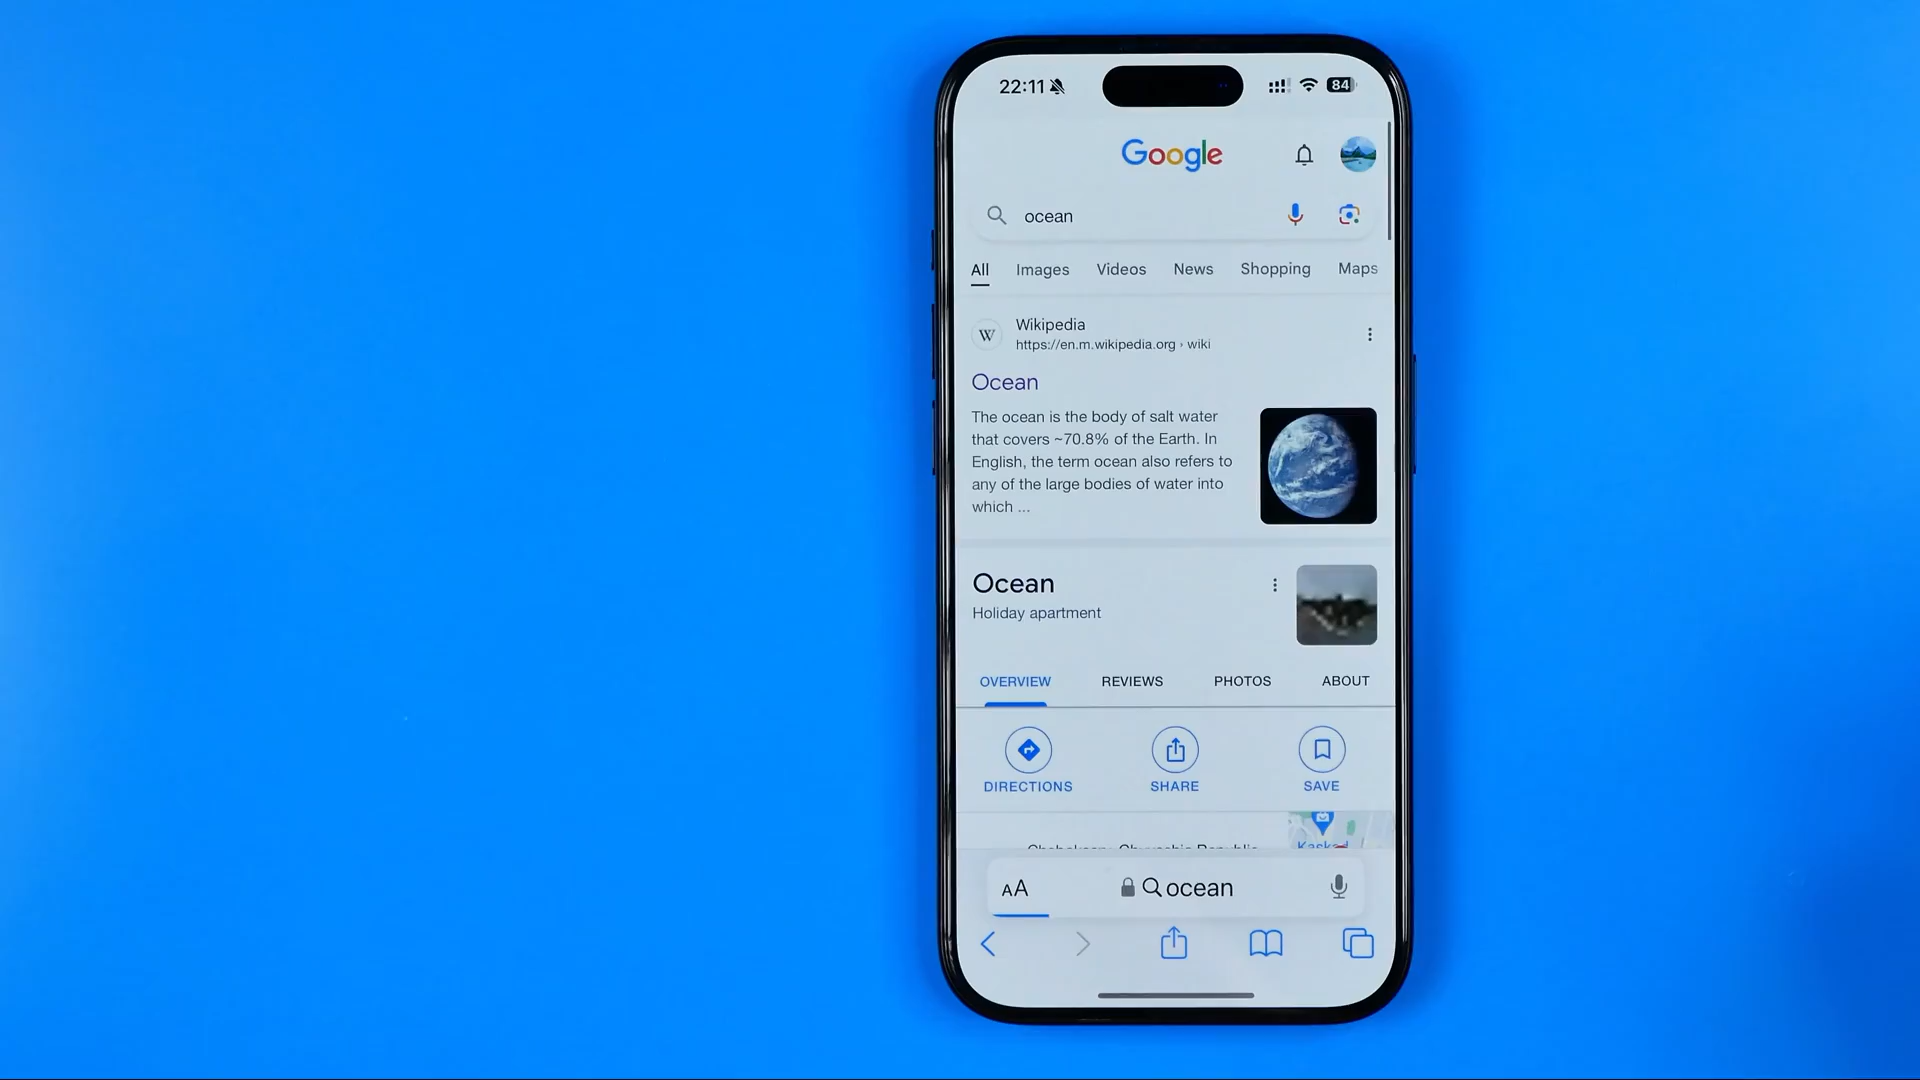 22:11
84
Google
ocean
All Images Videos News Shopping Maps
W
Wikipedia
https://en.m.wikipedia.org › wiki
Ocean
The ocean is the body of salt water
that covers ~70.8% of the Earth. In
English, the term ocean also refers to
any of the large bodies of water into
which ...
Ocean
Holiday apartment
OVERVIEW REVIEWS PHOTOS ABOUT
DIRECTIONS SHARE SAVE
AA ocean